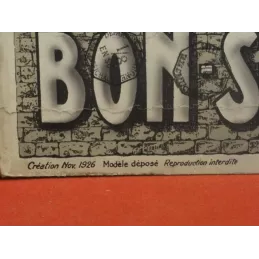 BON-S
Création Nov. 1926 Modèle déposé Reproduction interdite